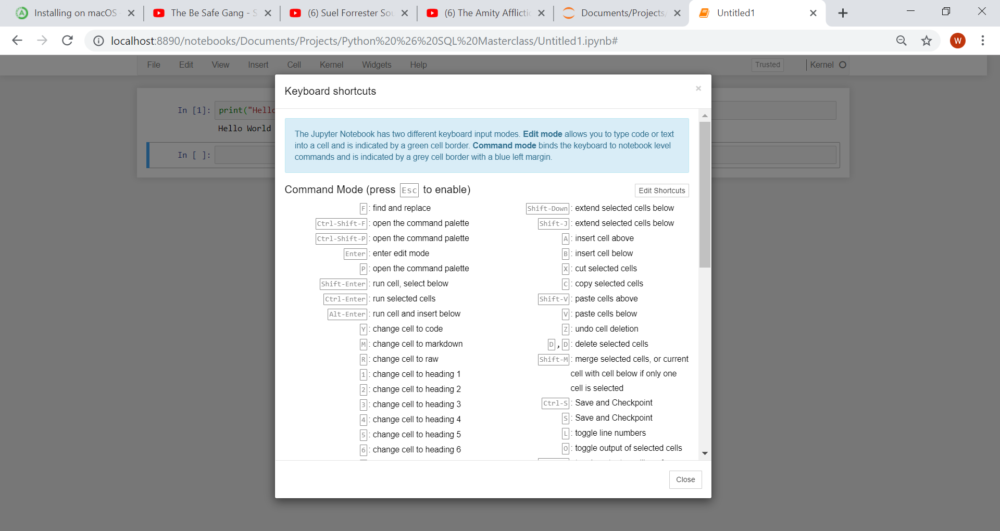 Installing on macOS
The Be Safe Gang - S
(6) Suel Forrester Sou
(6) The Amity Afflictic
Documents/Projects/
Untitled1
localhost:8890/notebooks/Documents/Projects/Python%20%26%20SQL%20Masterclass/Untitled1.ipynb#
W
File Edit View Insert Cell Kernel Widgets Help
Trusted
Kernel
Keyboard shortcuts
×
In [1]: print("Hello
Hello World
In [ ]:
The Jupyter Notebook has two different keyboard input modes. Edit mode allows you to type code or text
into a cell and is indicated by a green cell border. Command mode binds the keyboard to notebook level
commands and is indicated by a grey cell border with a blue left margin.
Command Mode (press Esc to enable)
Edit Shortcuts
F: find and replace
Ctrl-Shift-F: open the command palette
Ctrl-Shift-P: open the command palette
Enter: enter edit mode
P: open the command palette
Shift-Enter: run cell, select below
Ctrl-Enter: run selected cells
Alt-Enter: run cell and insert below
Y: change cell to code
M: change cell to markdown
R: change cell to raw
1: change cell to heading 1
2: change cell to heading 2
3: change cell to heading 3
4: change cell to heading 4
5: change cell to heading 5
6: change cell to heading 6
Shift-Down: extend selected cells below
Shift-J: extend selected cells below
A: insert cell above
B: insert cell below
X: cut selected cells
C: copy selected cells
Shift-V: paste cells above
V: paste cells below
Z: undo cell deletion
D,D: delete selected cells
Shift-M: merge selected cells, or current
cell with cell below if only one
cell is selected
Ctrl-S: Save and Checkpoint
S: Save and Checkpoint
L: toggle line numbers
O: toggle output of selected cells
Close